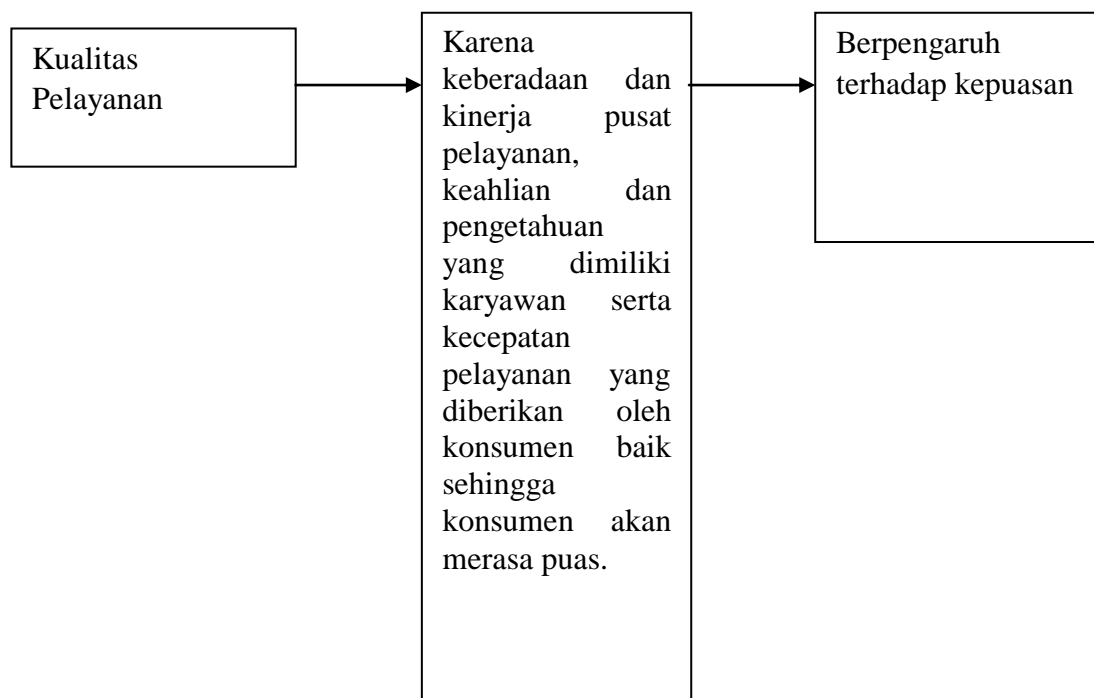 Kualitas
Pelayanan
Karena
keberadaan dan
kinerja pusat
pelayanan,
keahlian dan
pengetahuan
yang dimiliki
karyawan serta
kecepatan
pelayanan yang
diberikan oleh
konsumen baik
sehingga
konsumen akan
merasa puas.
Berpengaruh
terhadap kepuasan